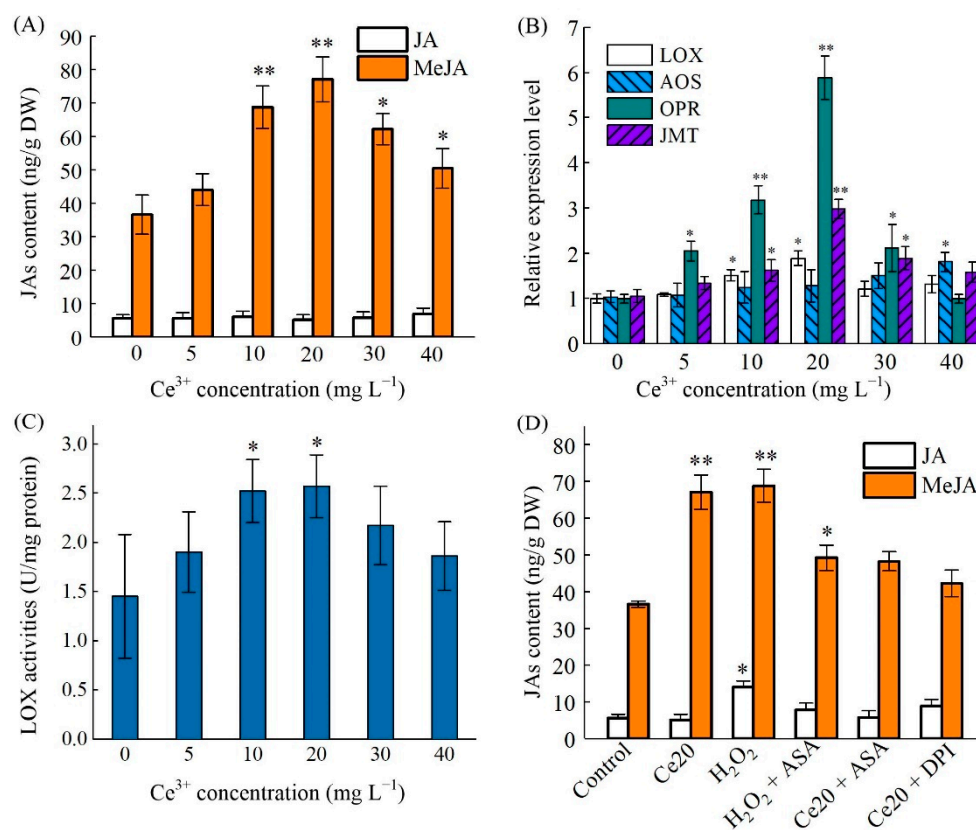 (A)
JA
MeJA
JAs content (ng/g DW)
90
80
70
60
50
40
30
20
10
0
** ** * *
0 5 10 20 30 40
Ce³⁺ concentration (mg L⁻¹)
(B)
LOX
AOS
OPR
JMT
Relative expression level
7
6
5
4
3
2
1
0
* * ** * * ** ** * * *
0 5 10 20 30 40
Ce³⁺ concentration (mg L⁻¹)
(C)
LOX activities (U/mg protein)
3.0
2.5
2.0
1.5
1.0
0.5
0.0
* *
0 5 10 20 30 40
Ce³⁺ concentration (mg L⁻¹)
(D)
JA
MeJA
JAs content (ng/g DW)
80
70
60
50
40
30
20
10
0
** * ** *
Control
Ce20
H₂O₂
H₂O₂ + ASA
Ce20 + ASA
Ce20 + DPI